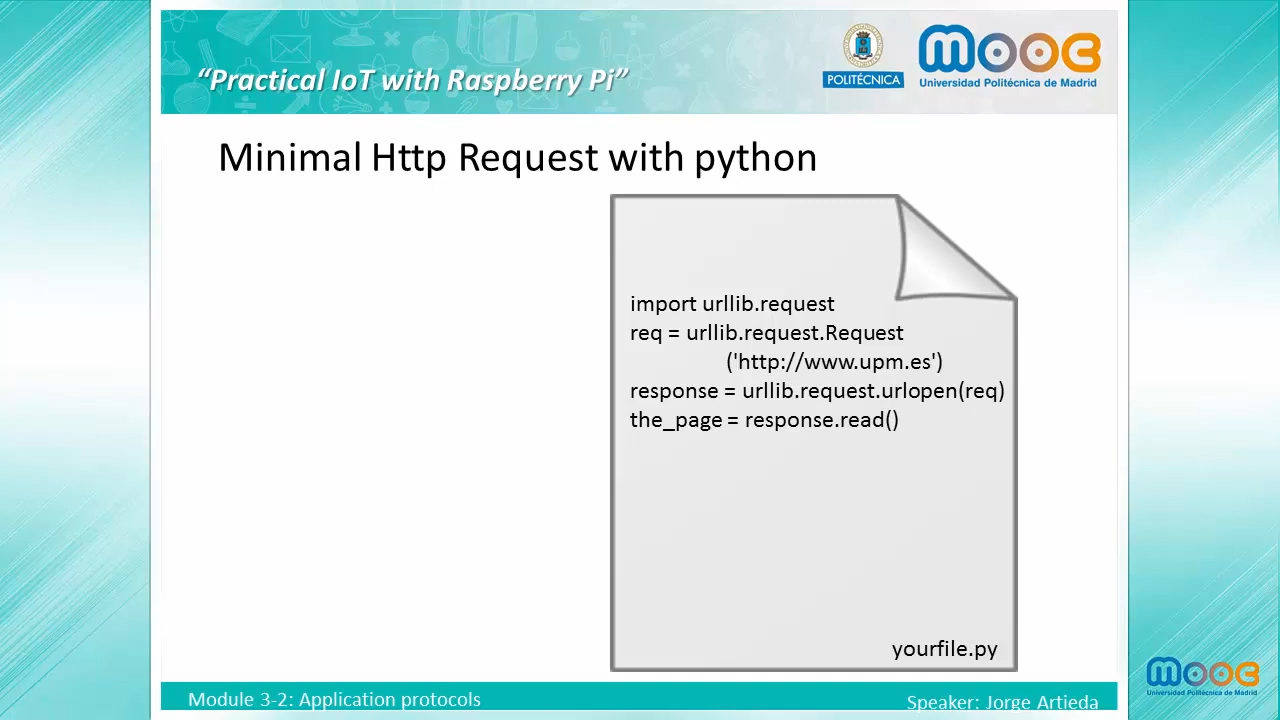 “Practical IoT with Raspberry Pi”
POLITÉCNICA
MOOC
Universidad Politécnica de Madrid
Minimal Http Request with python
import urllib.request
req = urllib.request.Request
('http://www.upm.es')
response = urllib.request.urlopen(req)
the_page = response.read()
yourfile.py
Module 3-2: Application protocols
Speaker: Jorge Artieda
MOOC
Universidad Politécnica de Madrid